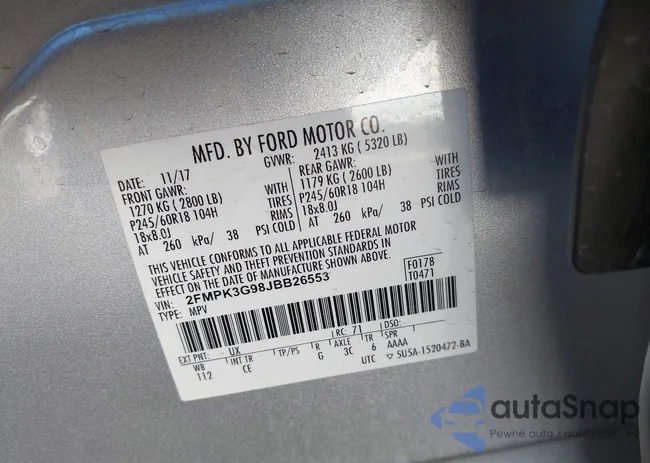 MFD. BY FORD MOTOR CO.
DATE: 11/17 GVWR: 2413 KG ( 5320 LB)
FRONT GAWR: REAR GAWR:
1270 KG ( 2800 LB) WITH 1179 KG ( 2600 LB) WITH
P245/60R18 104H TIRES P245/60R18 104H TIRES
18x8.0J RIMS 18x8.0J RIMS
AT 260 kPa/ 38 PSI COLD AT 260 kPa/ 38 PSI COLD
THIS VEHICLE CONFORMS TO ALL APPLICABLE FEDERAL MOTOR
VEHICLE SAFETY AND THEFT PREVENTION STANDARDS IN
EFFECT ON THE DATE OF MANUFACTURE SHOWN ABOVE.
VIN: 2FMPK3G98JBB26553 F0178
TYPE: MPV T0471
EXT PNT: UX RC: 71 DSO:
WB INT TR TP/PS R AXLE TR SPR
112 CE G 3C 6 AAAA
UTC 5U5A-1520472-BA
autaSnap
Pewne auta